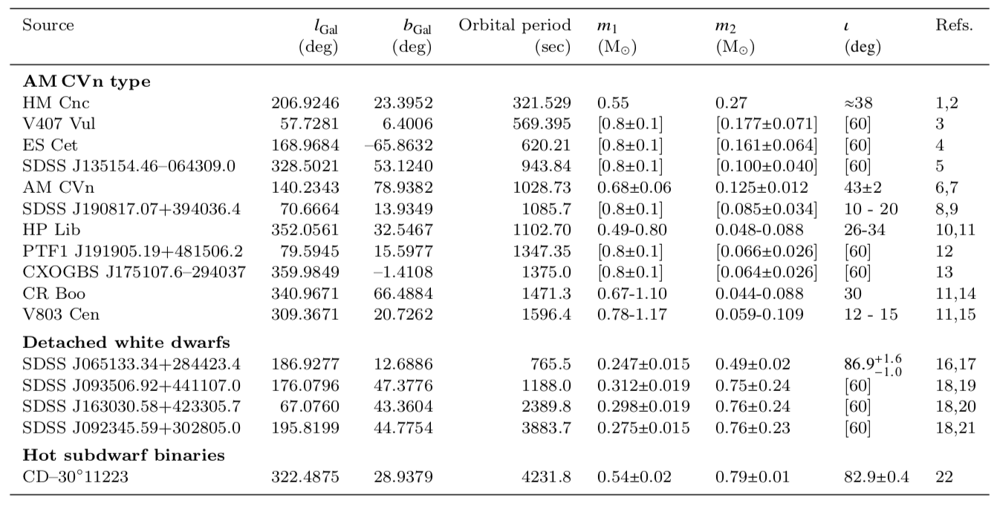 Source lGal bGal Orbital period m1 m2 ι Refs.
(deg) (deg) (sec) (M⊙) (M⊙) (deg)
AM CVn type
HM Cnc 206.9246 23.3952 321.529 0.55 0.27 ≈38 1,2
V407 Vul 57.7281 6.4006 569.395 [0.8±0.1] [0.177±0.071] [60] 3
ES Cet 168.9684 –65.8632 620.21 [0.8±0.1] [0.161±0.064] [60] 4
SDSS J135154.46–064309.0 328.5021 53.1240 943.84 [0.8±0.1] [0.100±0.040] [60] 5
AM CVn 140.2343 78.9382 1028.73 0.68±0.06 0.125±0.012 43±2 6,7
SDSS J190817.07+394036.4 70.6664 13.9349 1085.7 [0.8±0.1] [0.085±0.034] 10 - 20 8,9
HP Lib 352.0561 32.5467 1102.70 0.49-0.80 0.048-0.088 26-34 10,11
PTF1 J191905.19+481506.2 79.5945 15.5977 1347.35 [0.8±0.1] [0.066±0.026] [60] 12
CXOGBS J175107.6–294037 359.9849 –1.4108 1375.0 [0.8±0.1] [0.064±0.026] [60] 13
CR Boo 340.9671 66.4884 1471.3 0.67-1.10 0.044-0.088 30 11,14
V803 Cen 309.3671 20.7262 1596.4 0.78-1.17 0.059-0.109 12 - 15 11,15
Detached white dwarfs
SDSS J065133.34+284423.4 186.9277 12.6886 765.5 0.247±0.015 0.49±0.02 86.9+1.6−1.0 16,17
SDSS J093506.92+441107.0 176.0796 47.3776 1188.0 0.312±0.019 0.75±0.24 [60] 18,19
SDSS J163030.58+423305.7 67.0760 43.3604 2389.8 0.298±0.019 0.76±0.24 [60] 18,20
SDSS J092345.59+302805.0 195.8199 44.7754 3883.7 0.275±0.015 0.76±0.23 [60] 18,21
Hot subdwarf binaries
CD–30°11223 322.4875 28.9379 4231.8 0.54±0.02 0.79±0.01 82.9±0.4 22